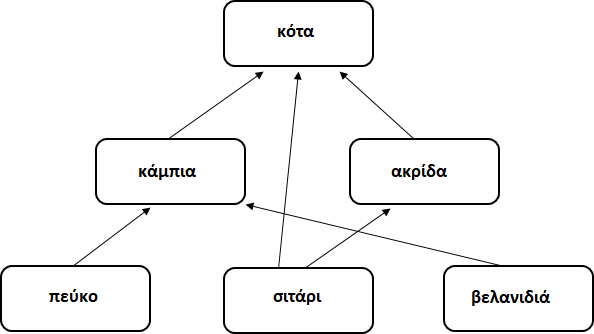 κότα
κάμπια
ακρίδα
πεύκο
σιτάρι
βελανιδιά